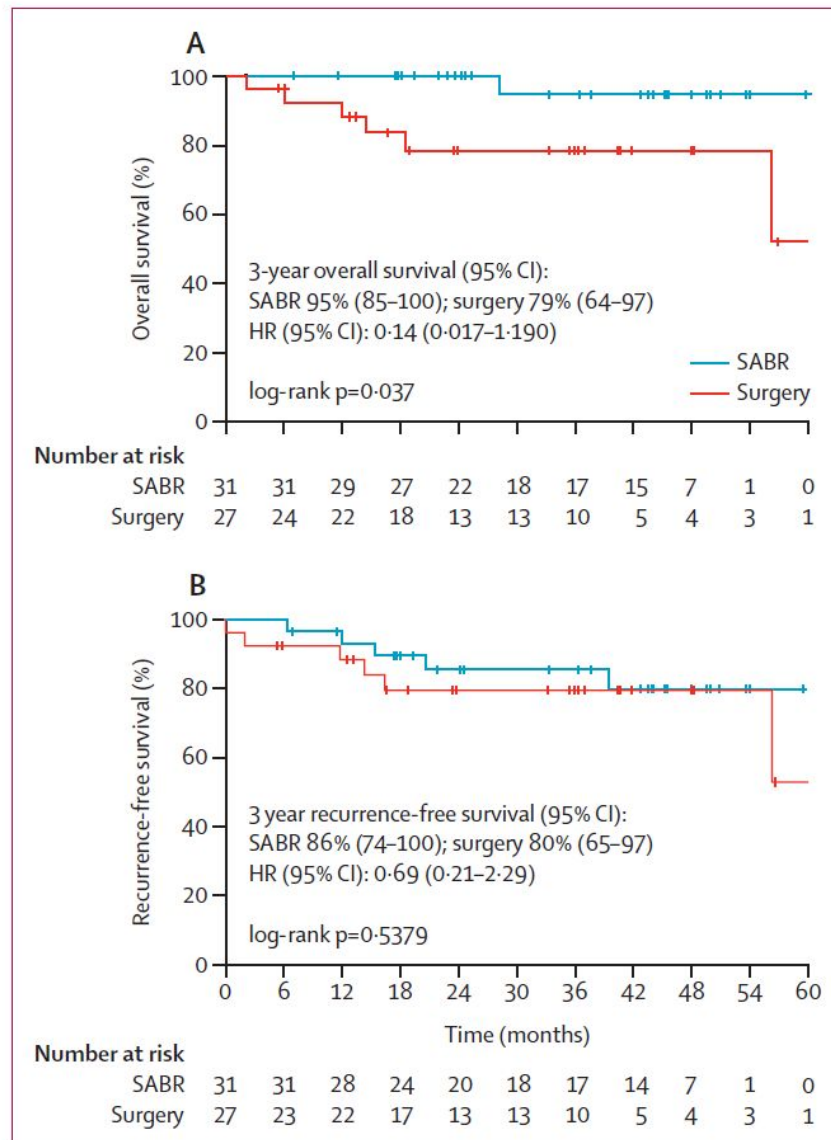 A
100
80
60
40
20
0
Overall survival (%)
3-year overall survival (95% CI):
SABR 95% (85–100); surgery 79% (64–97)
HR (95% CI): 0·14 (0·017–1·190)
log-rank p=0·037
SABR
Surgery
Number at risk
SABR 31 31 29 27 22 18 17 15 7 1 0
Surgery 27 24 22 18 13 13 10 5 4 3 1
B
100
80
60
40
20
0
Recurrence-free survival (%)
3 year recurrence-free survival (95% CI):
SABR 86% (74–100); surgery 80% (65–97)
HR (95% CI): 0·69 (0·21–2·29)
log-rank p=0·5379
0 6 12 18 24 30 36 42 48 54 60
Time (months)
Number at risk
SABR 31 31 28 24 20 18 17 14 7 1 0
Surgery 27 23 22 17 13 13 10 5 4 3 1